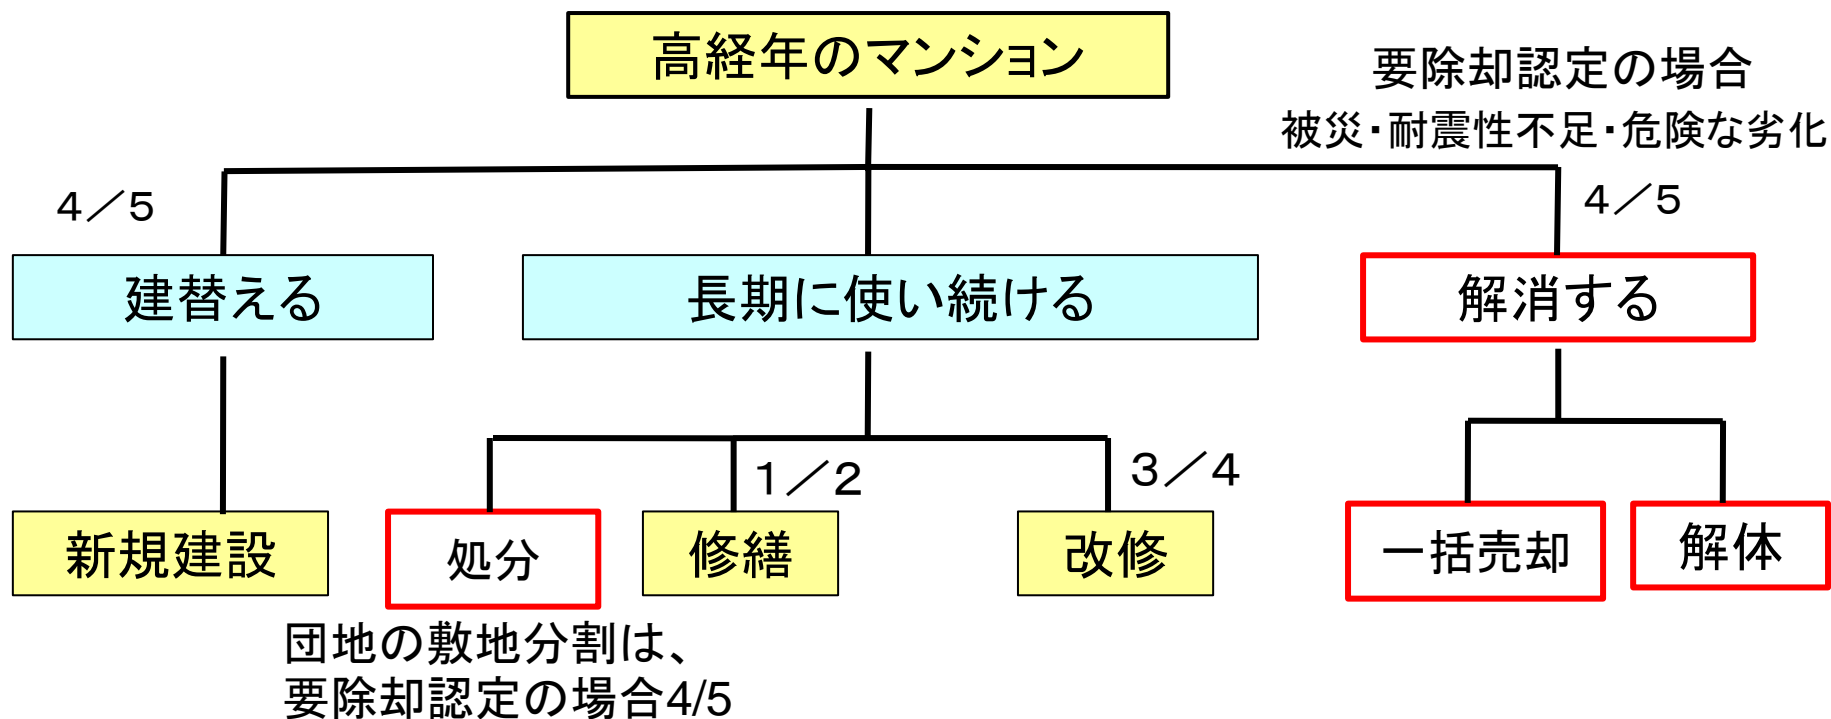 高経年のマンション
要除却認定の場合
被災・耐震性不足・危険な劣化
４／５
４／５
建替える
長期に使い続ける
解消する
１／２
３／４
新規建設
処分
修繕
改修
一括売却
解体
団地の敷地分割は、
要除却認定の場合4/5